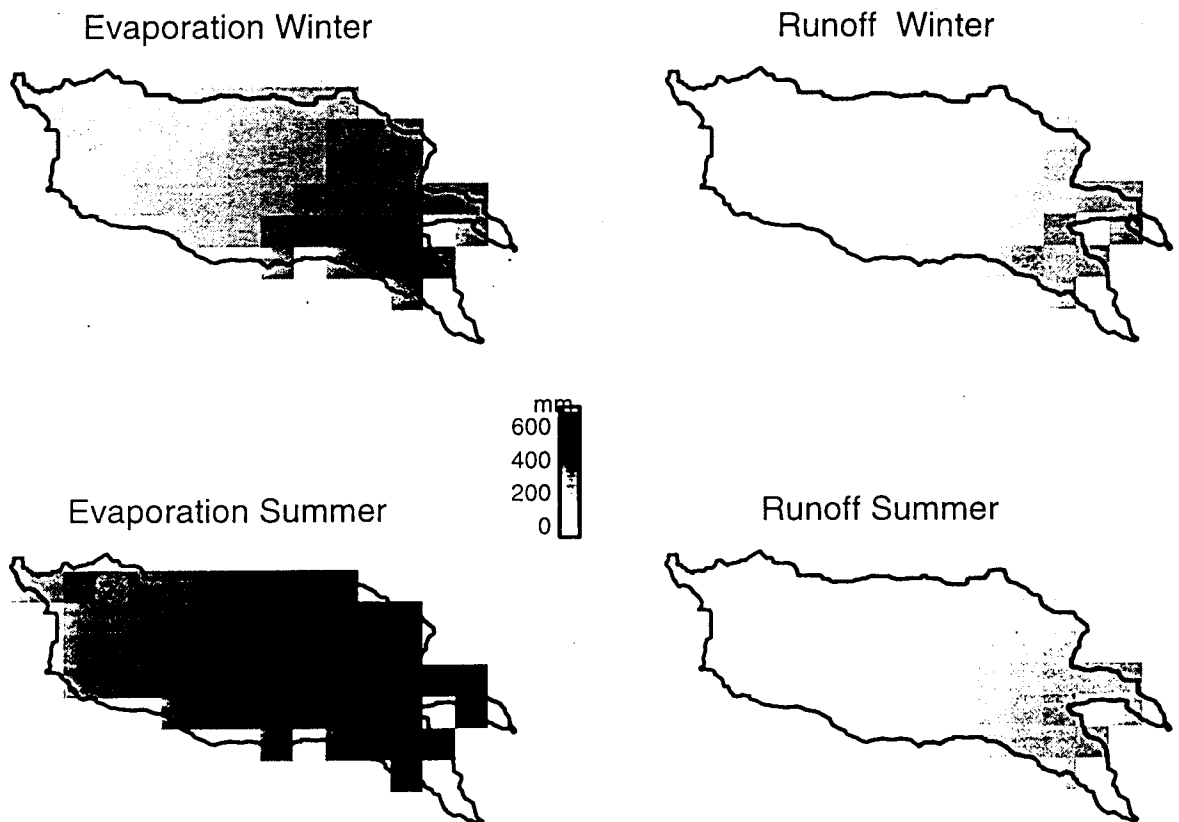 Evaporation Winter
Runoff Winter
mm
600
400
200
0
Evaporation Summer
Runoff Summer